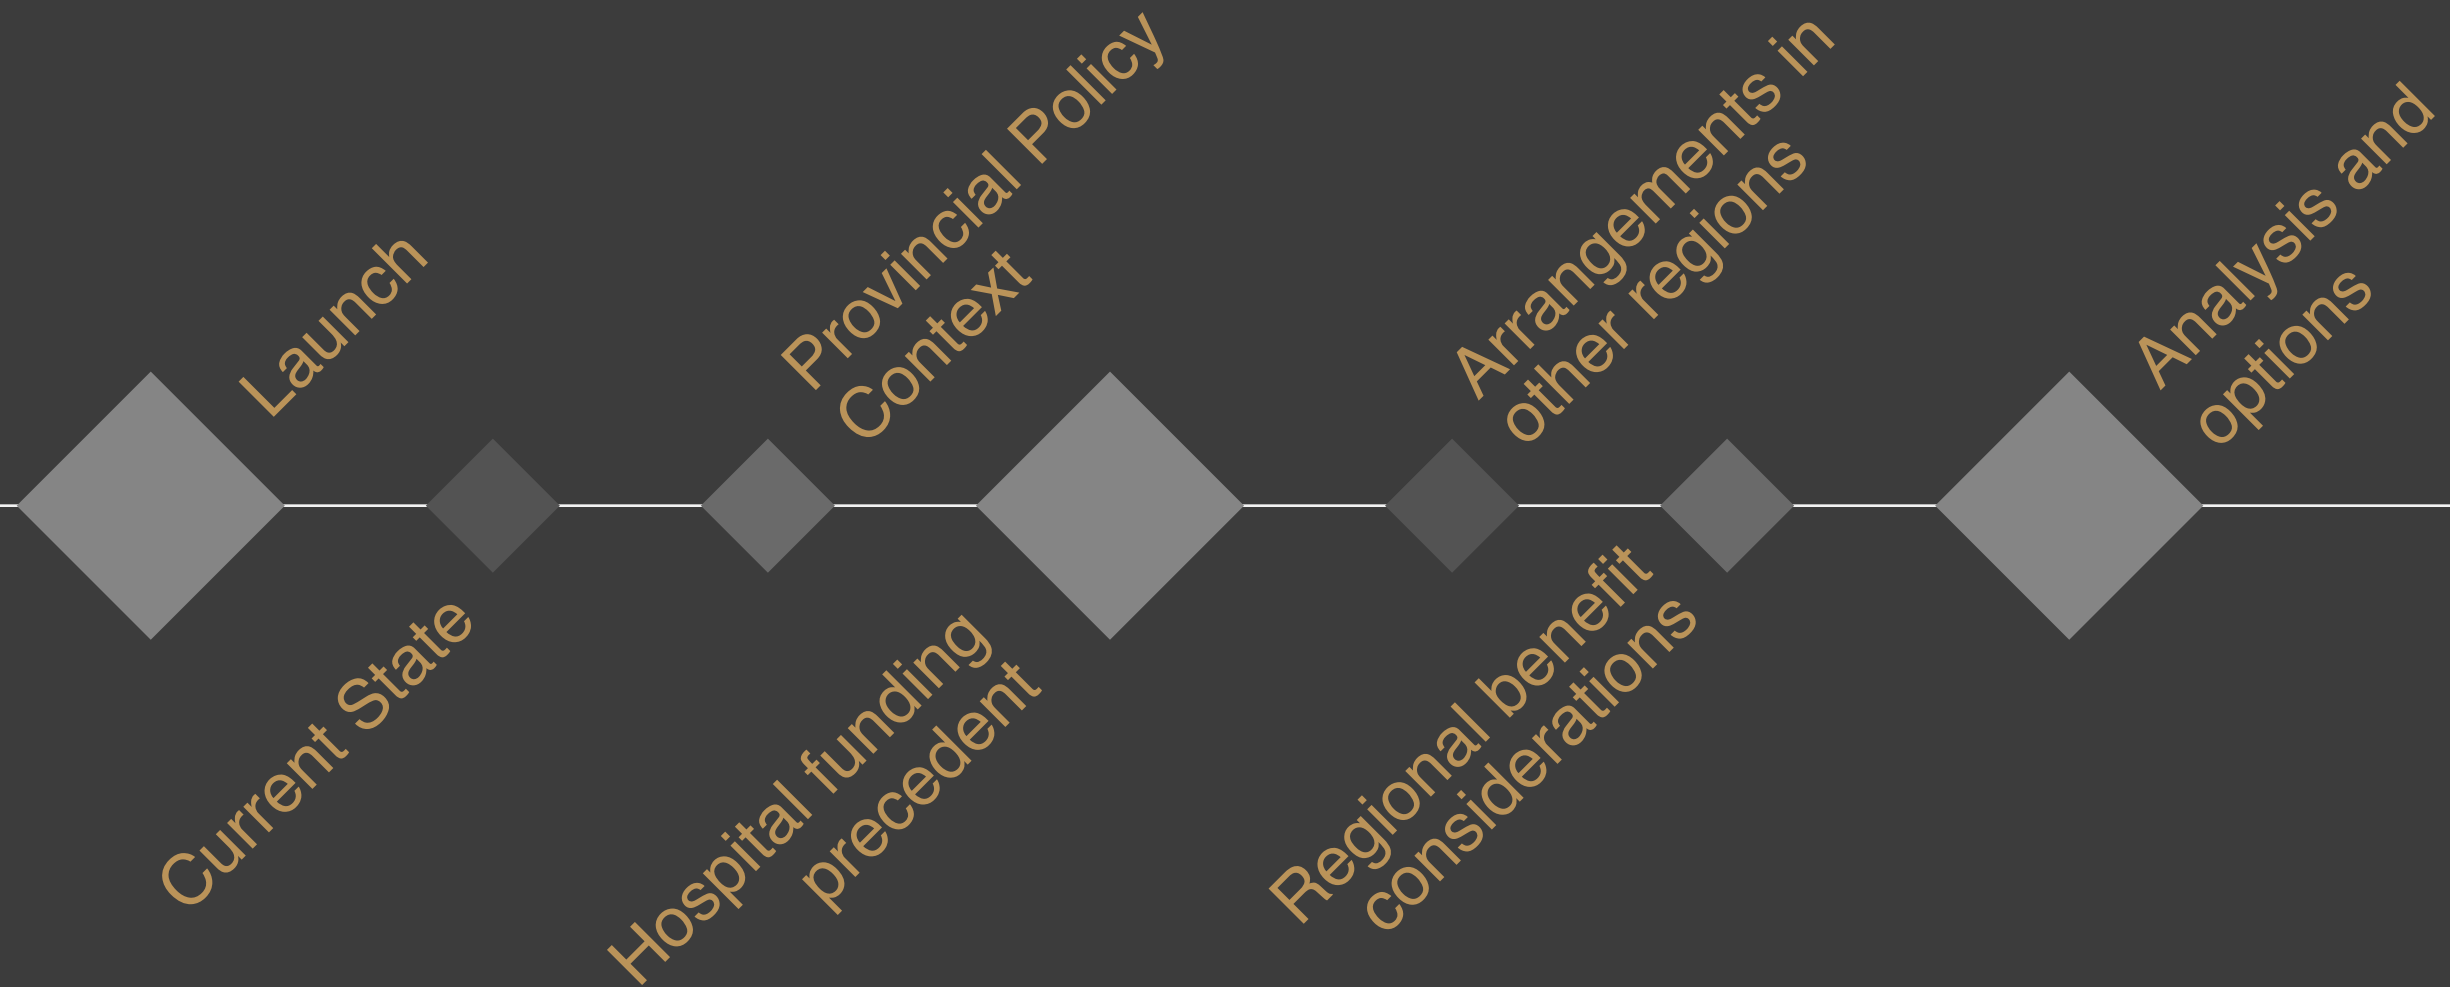 Launch
Current State
Provincial Policy
Context
Hospital funding
precedent
Arrangements in
other regions
Regional benefit
considerations
Analysis and
options